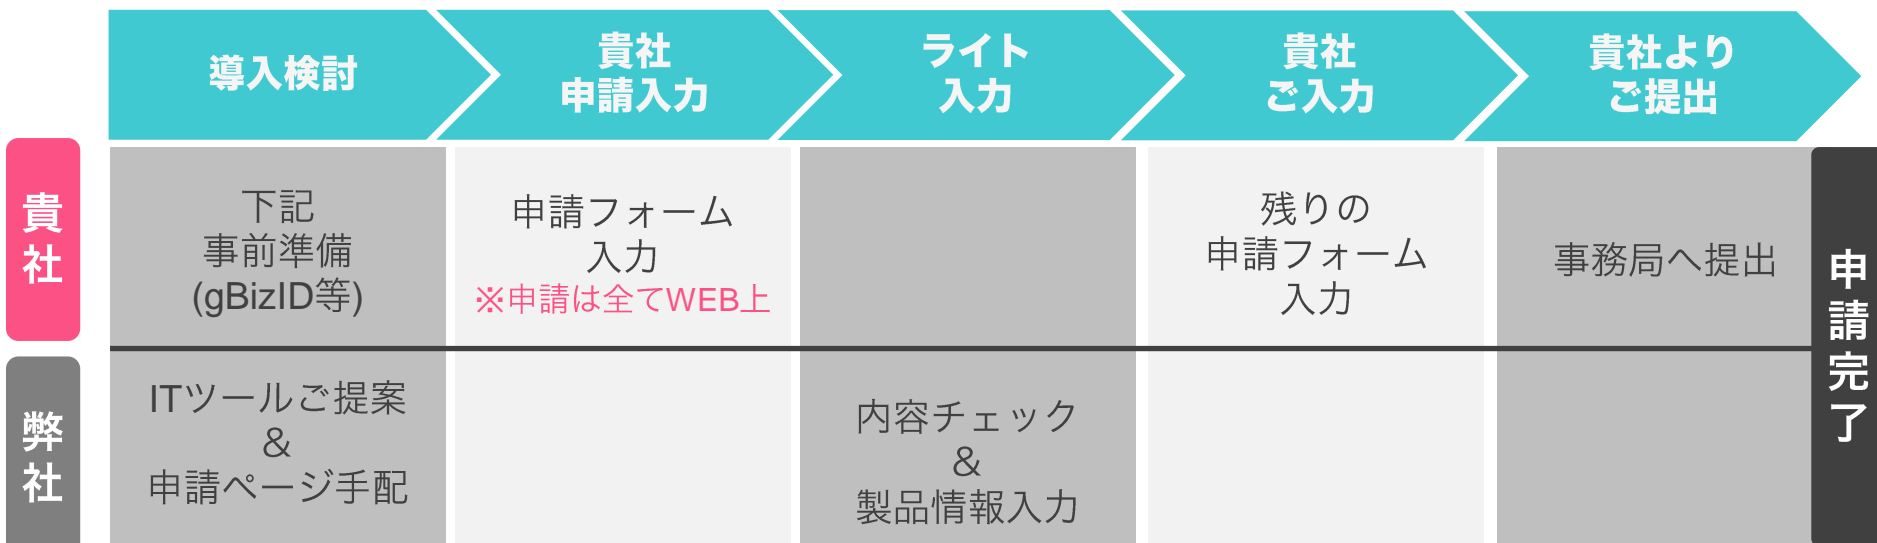 導入検討
貴社
申請入力
ライト
入力
貴社
ご入力
貴社より
ご提出
貴社
下記
事前準備
(gBizID等)
申請フォーム
入力
※申請は全てWEB上
残りの
申請フォーム
入力
事務局へ提出
申請完了
弊社
ITツールご提案
＆
申請ページ手配
内容チェック
＆
製品情報入力